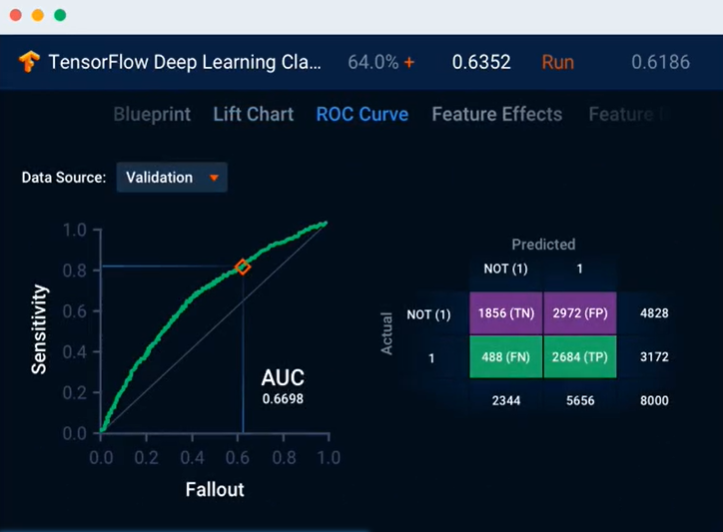 TensorFlow Deep Learning Cla... 64.0% + 0.6352 Run 0.6186
Blueprint Lift Chart ROC Curve Feature Effects Feature
Data Source: Validation
1.0
0.8
0.6
0.4
0.2
0.0
Sensitivity
0.0 0.2 0.4 0.6 0.8 1.0
Fallout
AUC
0.6698
Predicted
NOT (1) 1
Actual
NOT (1) 1856 (TN) 2972 (FP) 4828
1 488 (FN) 2684 (TP) 3172
2344 5656 8000